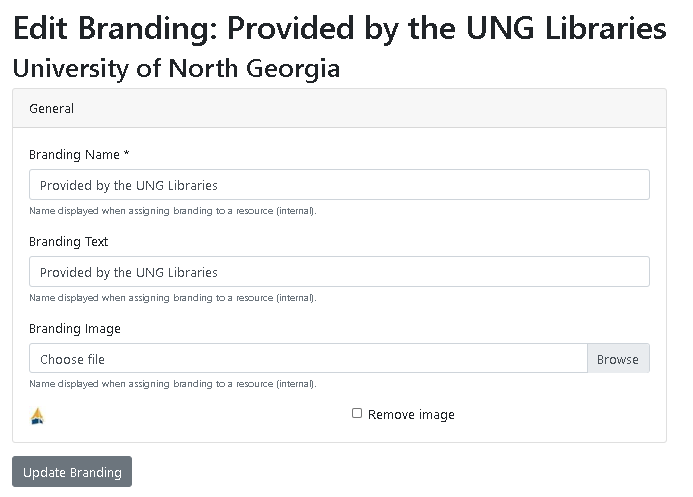 Edit Branding: Provided by the UNG Libraries
University of North Georgia
General
Branding Name *
Provided by the UNG Libraries
Name displayed when assigning branding to a resource (internal).
Branding Text
Provided by the UNG Libraries
Name displayed when assigning branding to a resource (internal).
Branding Image
Choose file Browse
Name displayed when assigning branding to a resource (internal).
Remove image
Update Branding